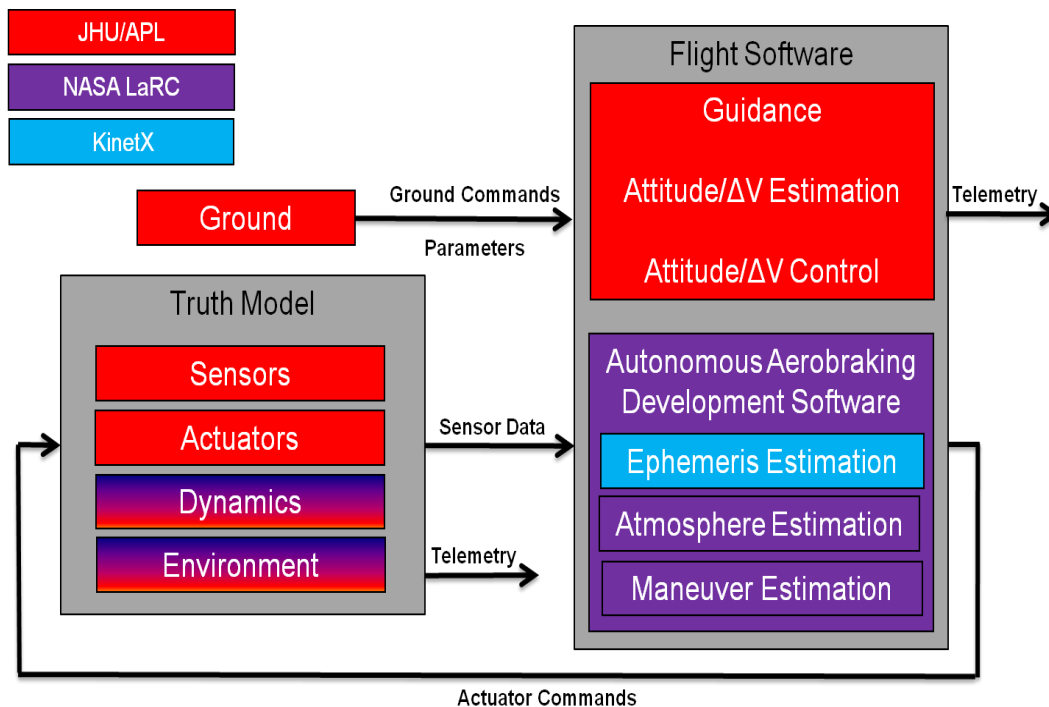 JHU/APL
NASA LaRC
KinetX
Ground
Ground Commands
Parameters
Truth Model
Sensors
Actuators
Dynamics
Environment
Sensor Data
Telemetry
Flight Software
Guidance
Attitude/ΔV Estimation
Attitude/ΔV Control
Telemetry
Autonomous Aerobraking
Development Software
Ephemeris Estimation
Atmosphere Estimation
Maneuver Estimation
Actuator Commands